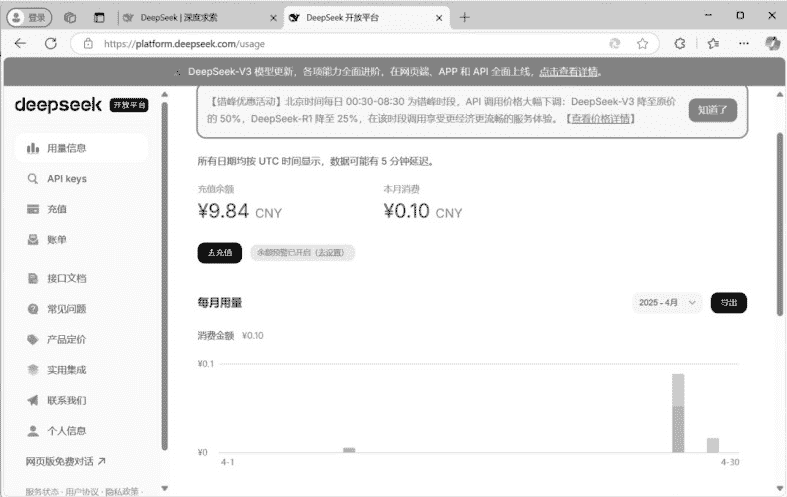 登录
DeepSeek | 深度求索
DeepSeek 开放平台
https://platform.deepseek.com/usage
DeepSeek-V3 模型更新，各项能力全面进阶，在网页端、APP 和 API 全面上线，点击查看详情。
deepseek 开放平台
用量信息
API keys
充值
账单
接口文档
常见问题
产品定价
实用集成
联系我们
个人信息
网页版免费对话
服务状态 · 用户协议 · 隐私政策 ·
【错峰优惠活动】北京时间每日 00:30-08:30 为错峰时段，API 调用价格大幅下调：DeepSeek-V3 降至原价
的 50%，DeepSeek-R1 降至 25%，在该时段调用享受更经济更流畅的服务体验。【查看价格详情】
知道了
所有日期均按 UTC 时间显示，数据可能有 5 分钟延迟。
充值余额
¥9.84 CNY
本月消费
¥0.10 CNY
去充值
余额预警已开启（去设置）
每月用量
2025 - 4月
导出
消费金额 ¥0.10
¥0.1
¥0
4-1
4-30